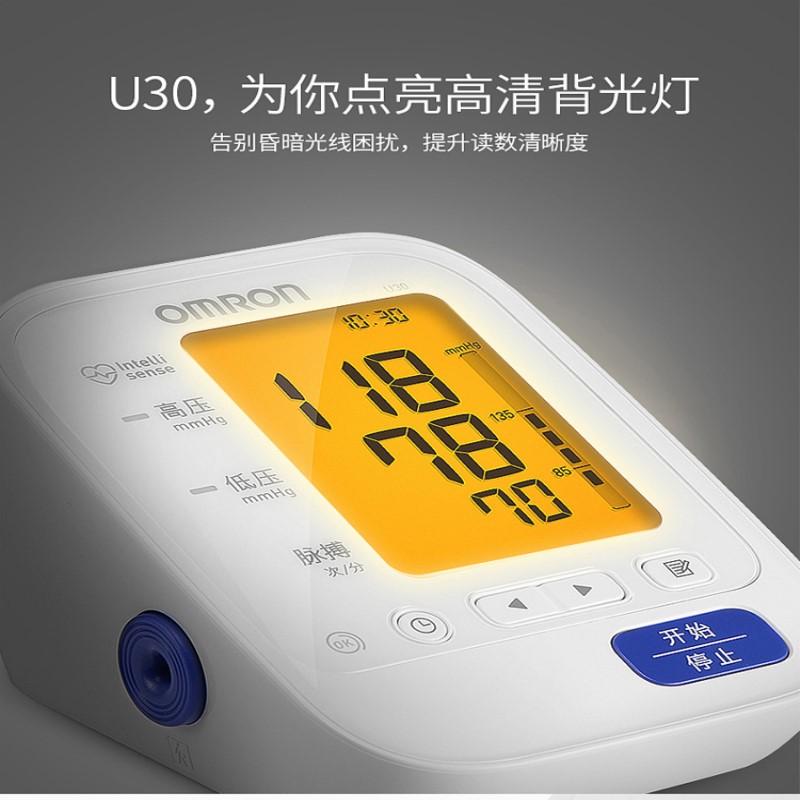 U30，为你点亮高清背光灯
告别昏暗光线困扰，提升读数清晰度
OMRON
U30
10:30
Intelli
sense
mmHg
118
高压
mmHg
135
78
低压
mmHg
85
70
脉搏
次/分
OK
开始
停止